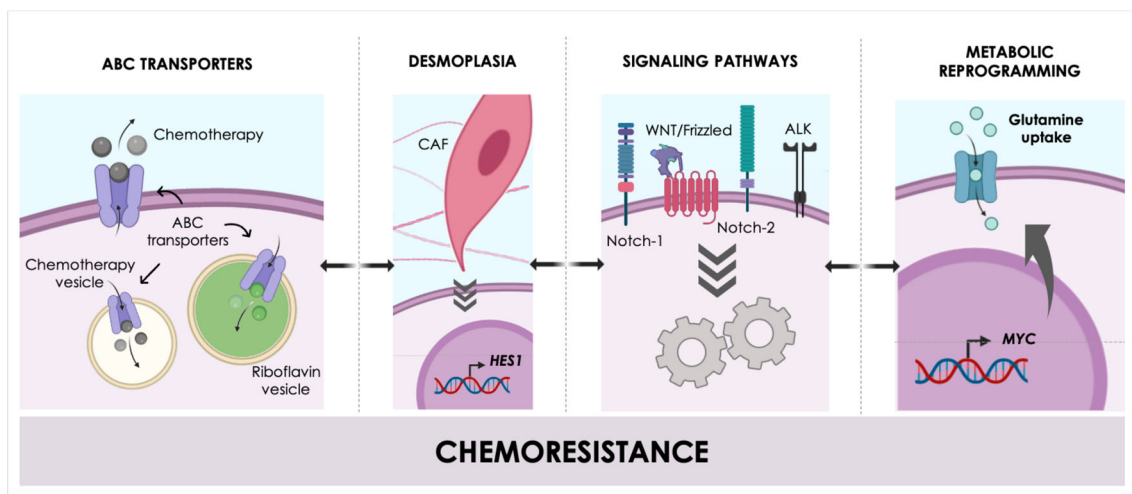 ABC TRANSPORTERS
Chemotherapy
ABC
transporters
Chemotherapy
vesicle
Riboflavin
vesicle
DESMOPLASIA
CAF
HES1
SIGNALING PATHWAYS
WNT/Frizzled
ALK
Notch-1
Notch-2
METABOLIC
REPROGRAMMING
Glutamine
uptake
MYC
CHEMORESISTANCE